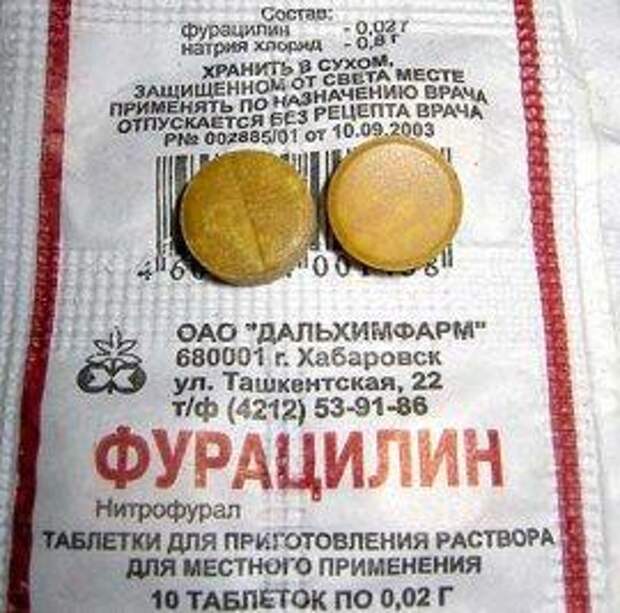 Состав:
фурацилин - 0,02 г
натрия хлорид - 0,8 г
ХРАНИТЬ В СУХОМ,
ЗАЩИЩЕННОМ ОТ СВЕТА МЕСТЕ
ПРИМЕНЯТЬ ПО НАЗНАЧЕНИЮ ВРАЧА
ОТПУСКАЕТСЯ БЕЗ РЕЦЕПТА ВРАЧА
Р№ 002885/01 от 10.09.2003
ОАО "ДАЛЬХИМФАРМ"
680001 г. Хабаровск
ул. Ташкентская, 22
т/ф (4212) 53-91-86
ФУРАЦИЛИН
Нитрофурал
ТАБЛЕТКИ ДЛЯ ПРИГОТОВЛЕНИЯ РАСТВОРА
ДЛЯ МЕСТНОГО ПРИМЕНЕНИЯ
10 ТАБЛЕТОК ПО 0,02 Г